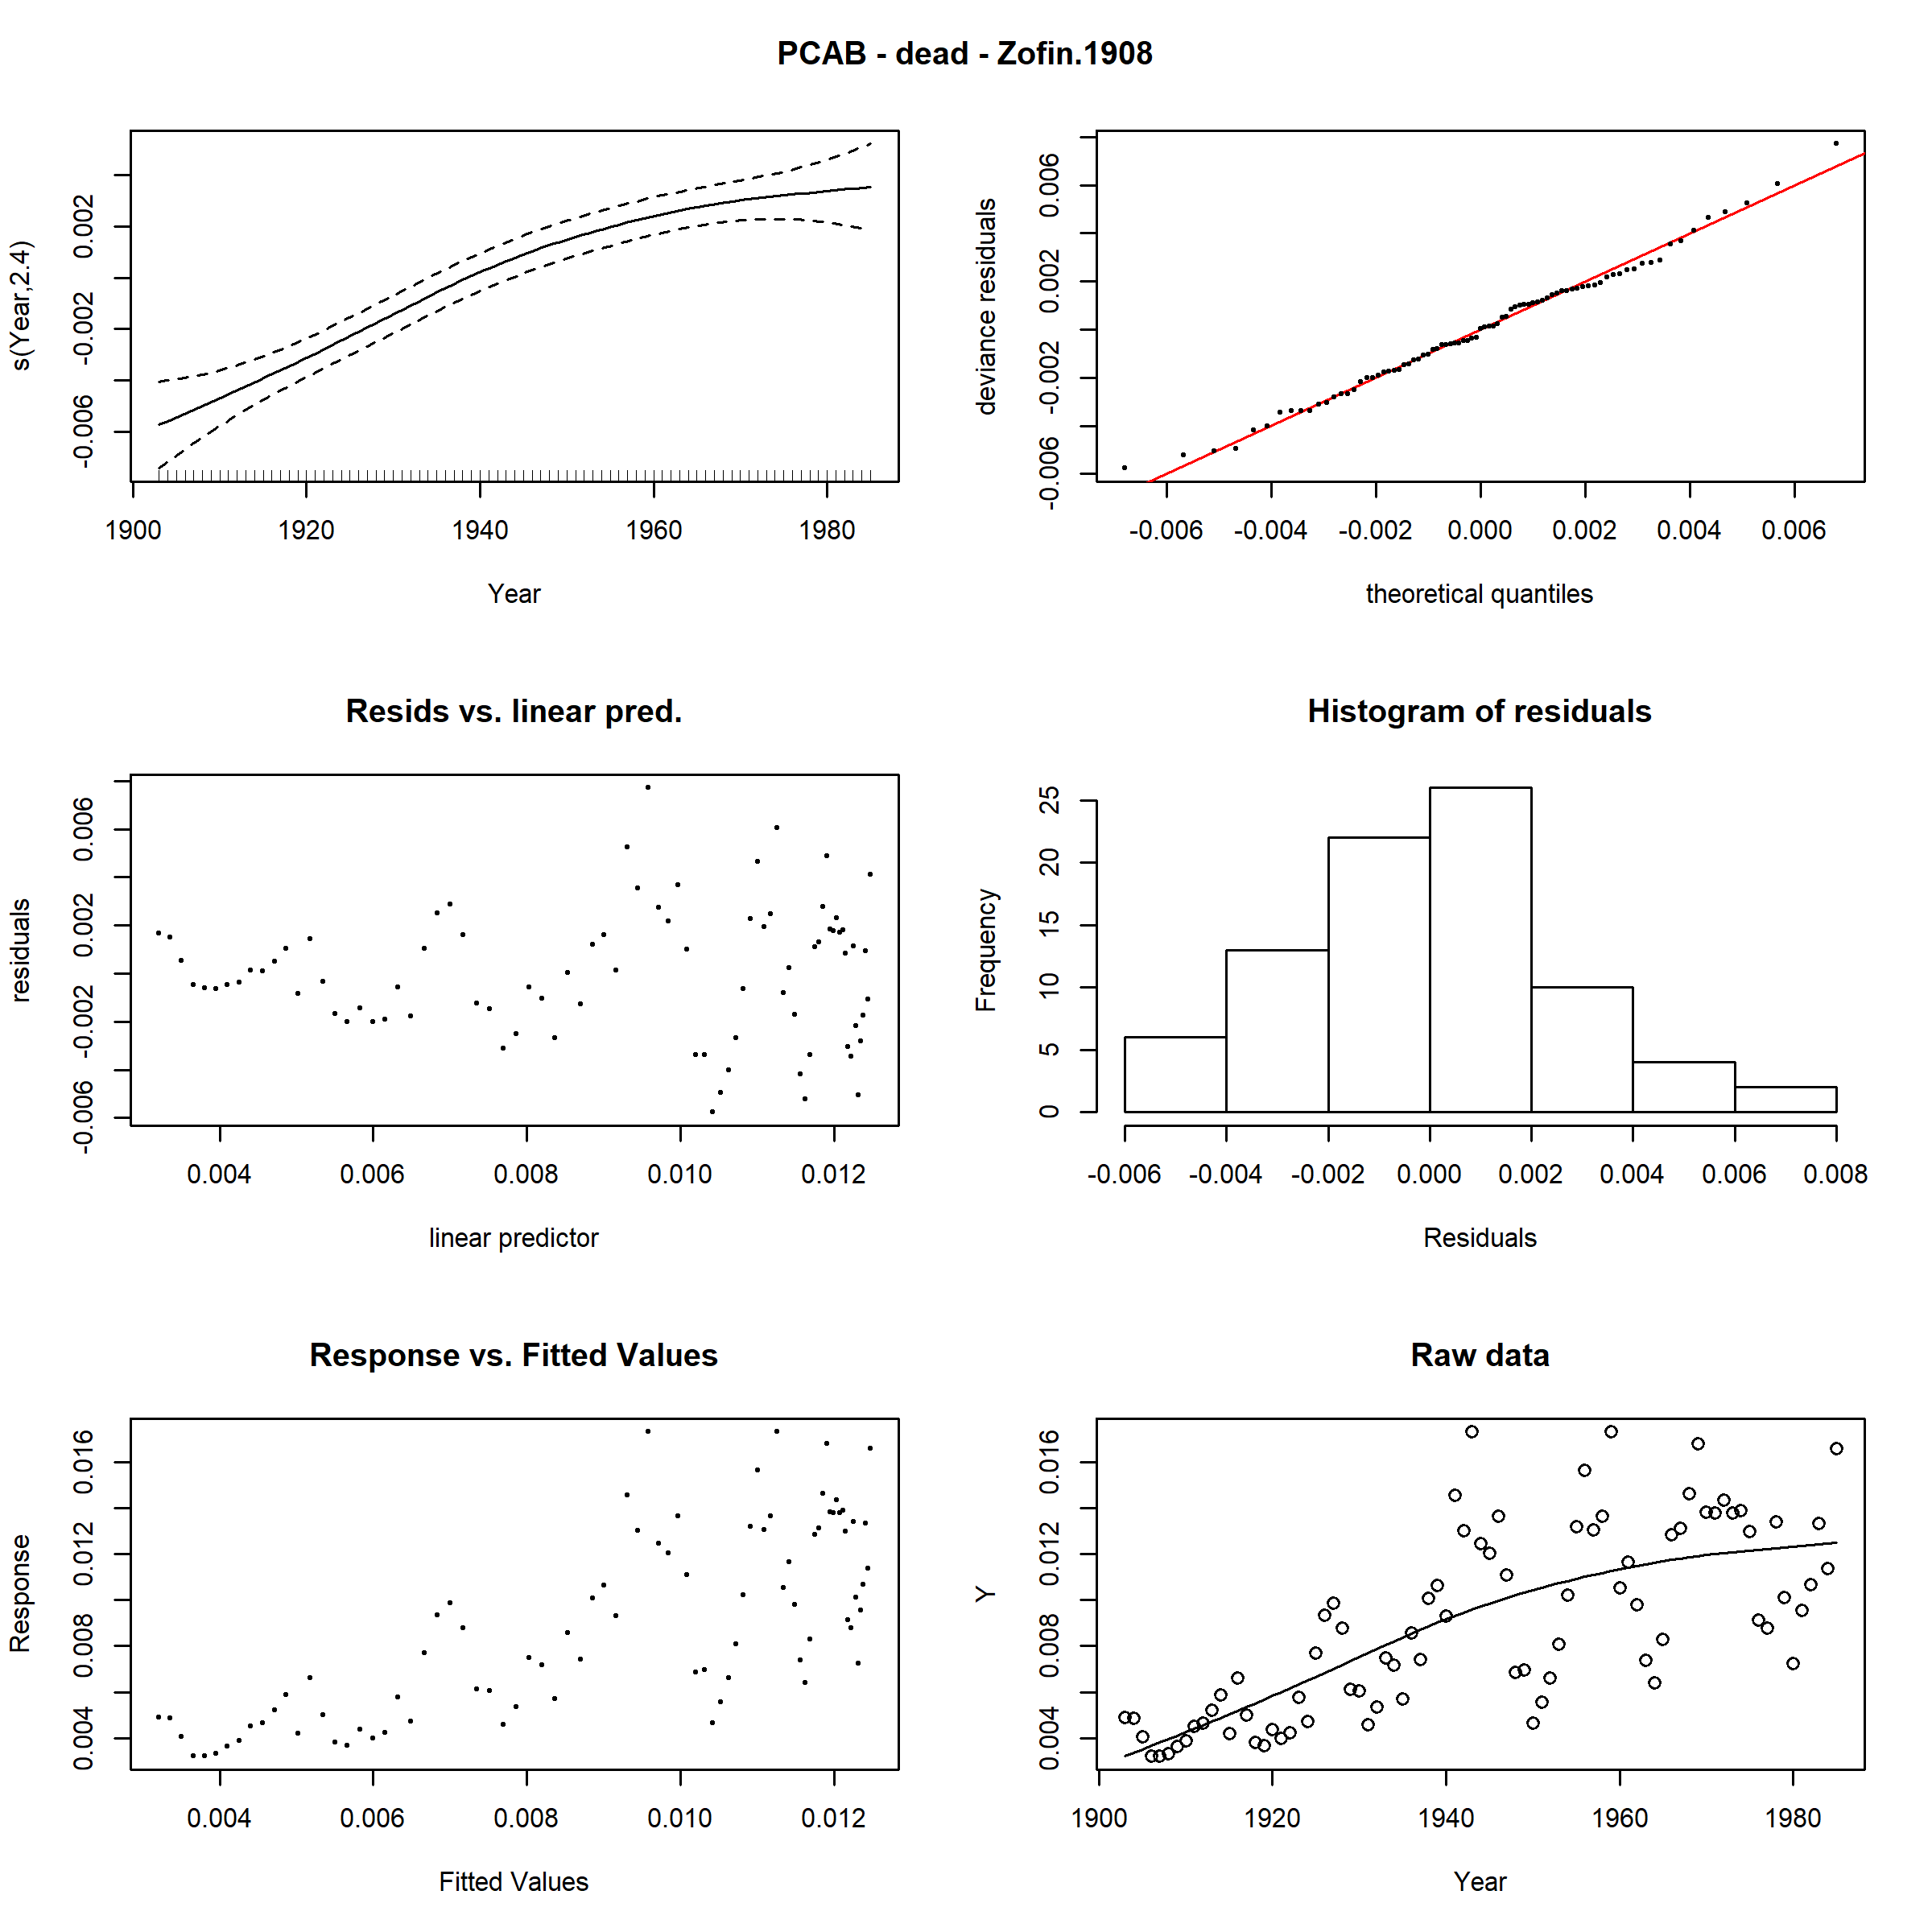 PCAB - dead - Zofin.1908
s(Year,2.4)
-0.006 -0.002 0.002
1900 1920 1940 1960 1980
Year
deviance residuals
-0.006 -0.002 0.002 0.006
-0.006 -0.004 -0.002 0.000 0.002 0.004 0.006
theoretical quantiles
Resids vs. linear pred.
residuals
-0.006 -0.002 0.002 0.006
0.004 0.006 0.008 0.010 0.012
linear predictor
Histogram of residuals
Frequency
0 5 10 15 20 25
-0.006 -0.004 -0.002 0.000 0.002 0.004 0.006 0.008
Residuals
Response vs. Fitted Values
Response
0.004 0.008 0.012 0.016
0.004 0.006 0.008 0.010 0.012
Fitted Values
Raw data
Y
0.004 0.008 0.012 0.016
1900 1920 1940 1960 1980
Year